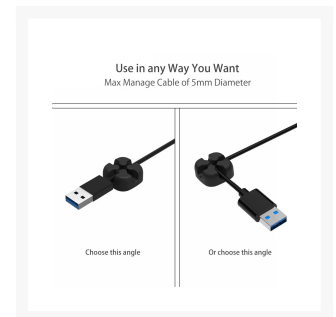 Use in any Way You Want
Max Manage Cable of 5mm Diameter
Choose this angle
Or choose this angle